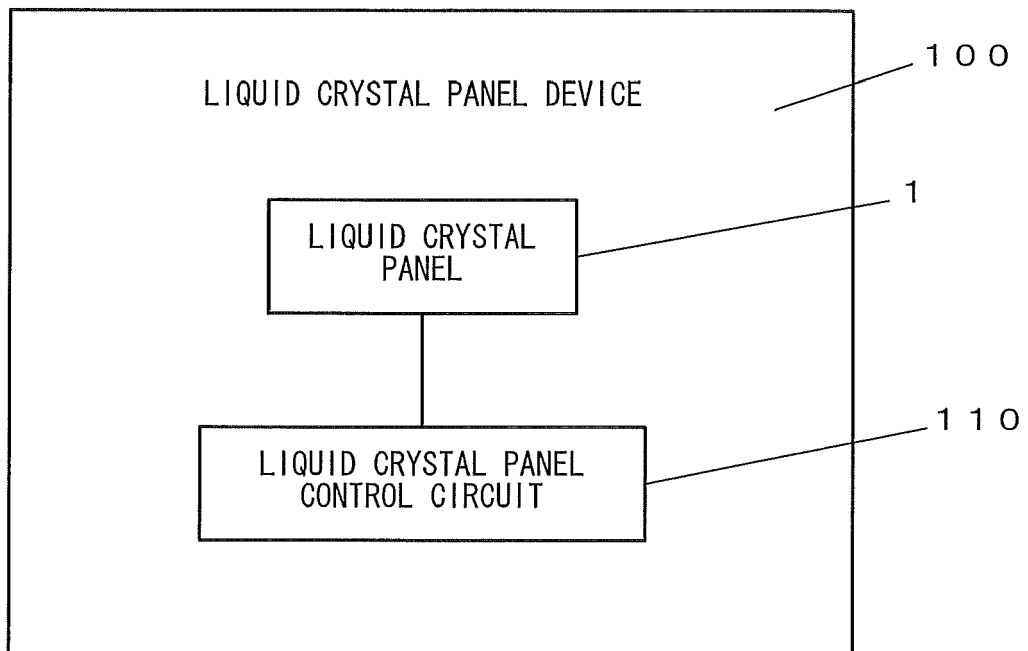 100
LIQUID CRYSTAL PANEL DEVICE
1
LIQUID CRYSTAL
PANEL
110
LIQUID CRYSTAL PANEL
CONTROL CIRCUIT